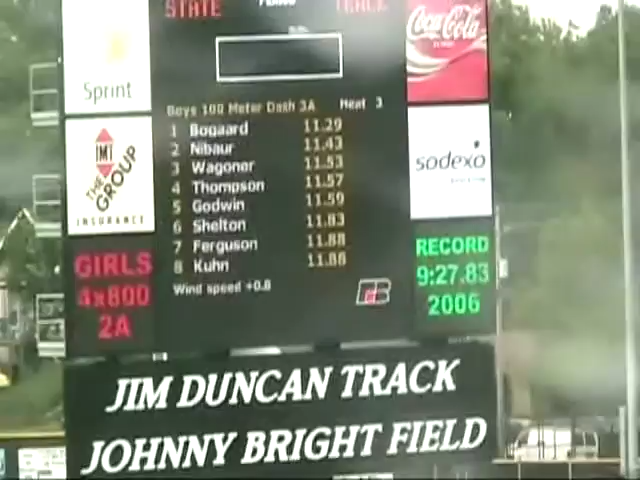 STATE TRACK
Sprint
Coca-Cola
Boys 100 Meter Dash 3A Heat 3
1 Bogaard 11.29
2 Nibaur 11.43
3 Wagoner 11.53
4 Thompson 11.57
5 Godwin 11.59
6 Shelton 11.83
7 Ferguson 11.88
8 Kuhn 11.88
Wind speed +0.8
IMT
THE GROUP
INSURANCE
sodexo
GIRLS
4x800
2A
RECORD
9:27.83
2006
JIM DUNCAN TRACK
JOHNNY BRIGHT FIELD